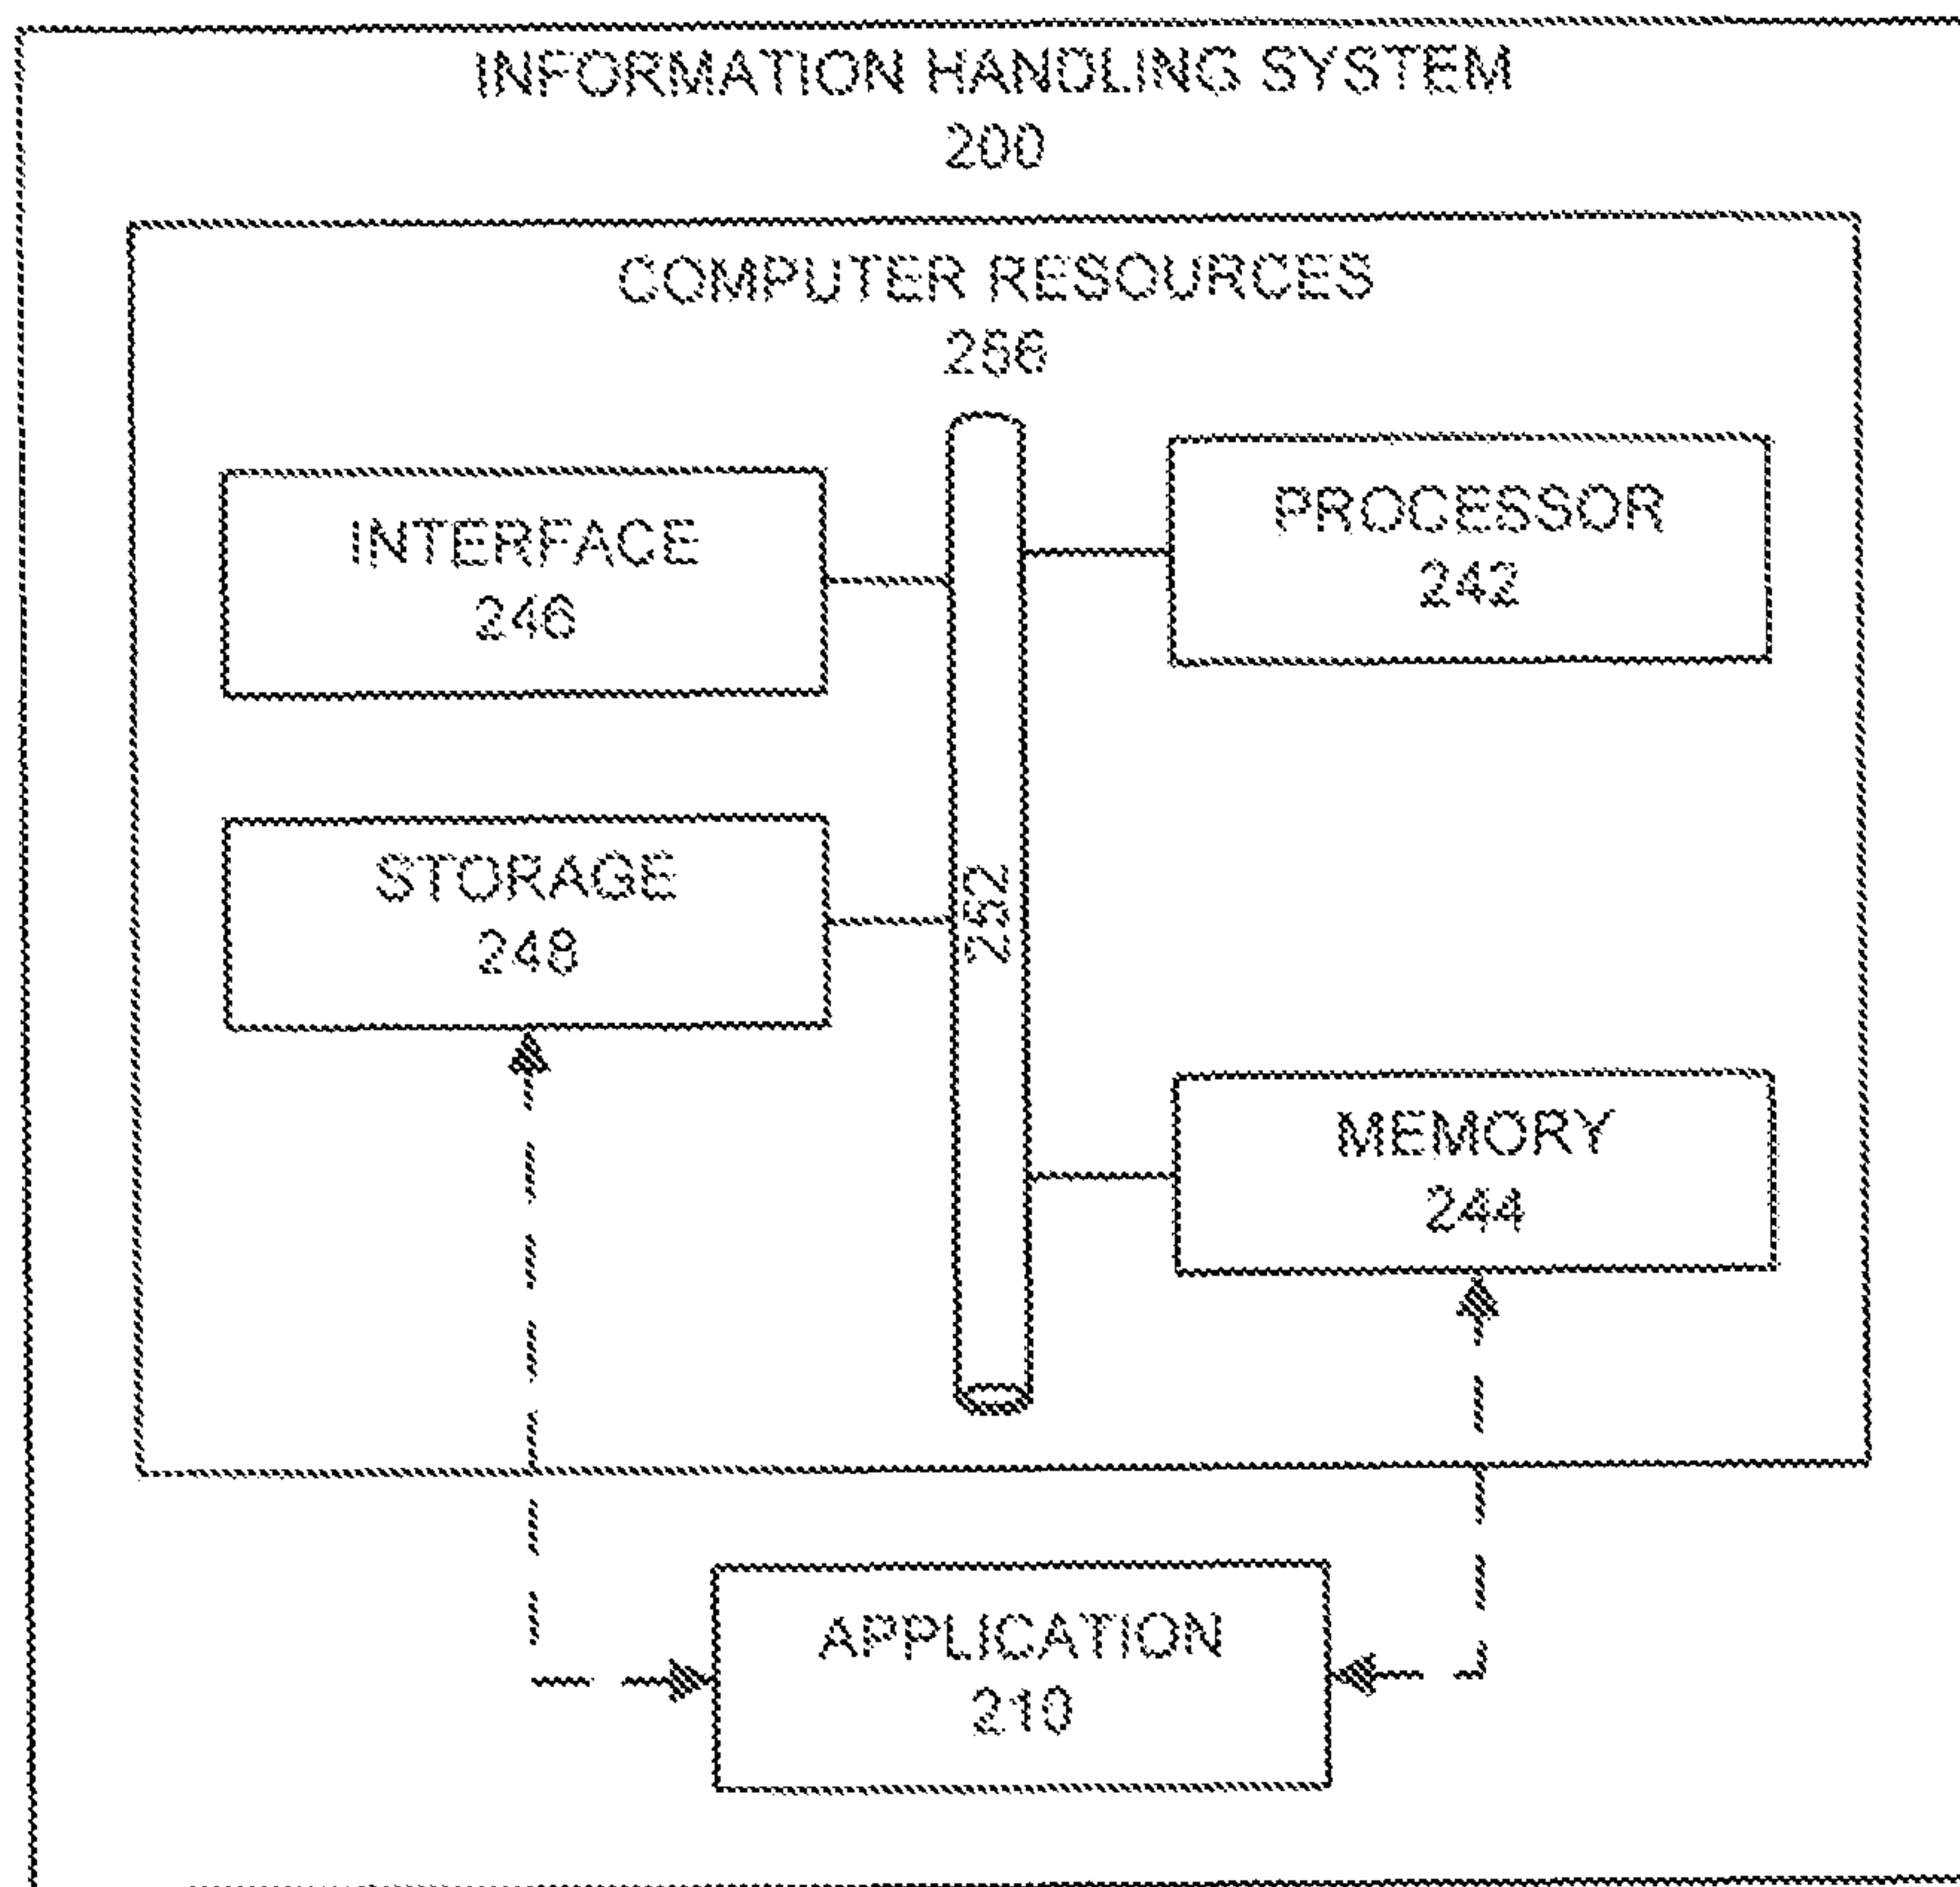 INFORMATION HANDLING SYSTEM
200
COMPUTER RESOURCES
256
INTERFACE
246
PROCESSOR
242
STORAGE
248
252
MEMORY
244
APPLICATION
210